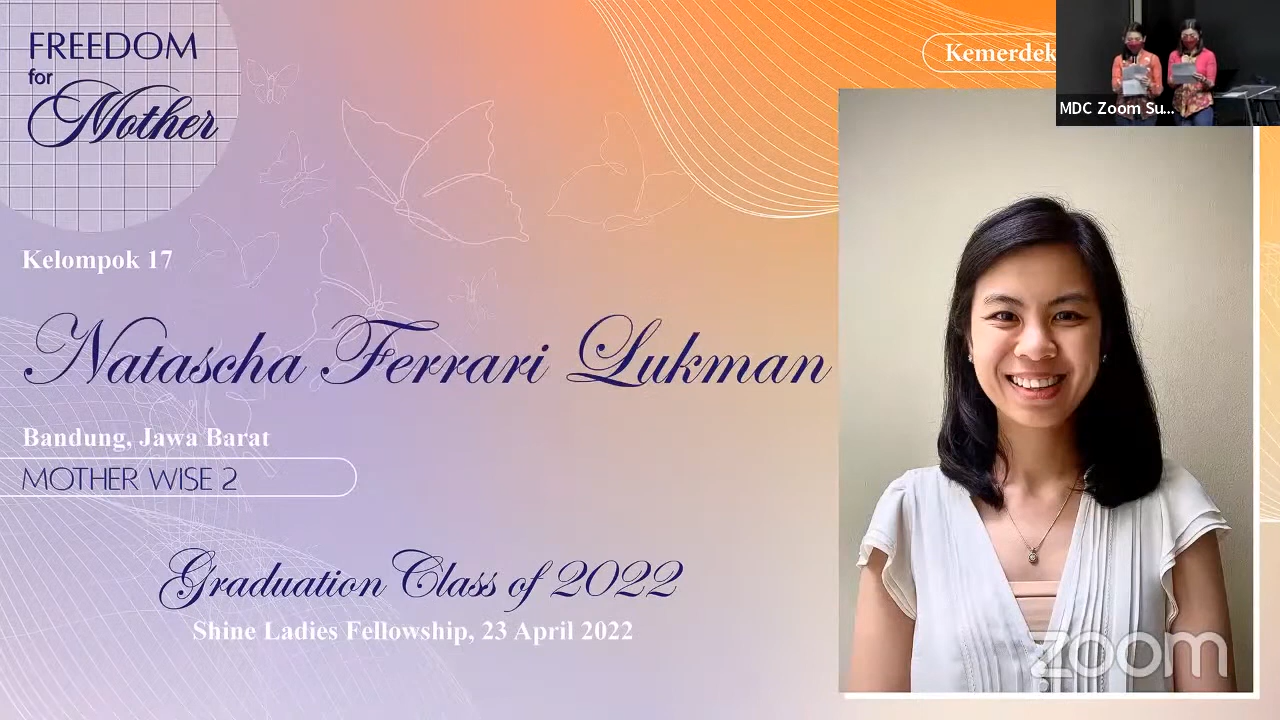 FREEDOM
for
Mother
Kemerdek
MDC Zoom Su...
Kelompok 17
Natascha Ferrari Lukman
Bandung, Jawa Barat
MOTHER WISE 2
Graduation Class of 2022
Shine Ladies Fellowship, 23 April 2022
zoom